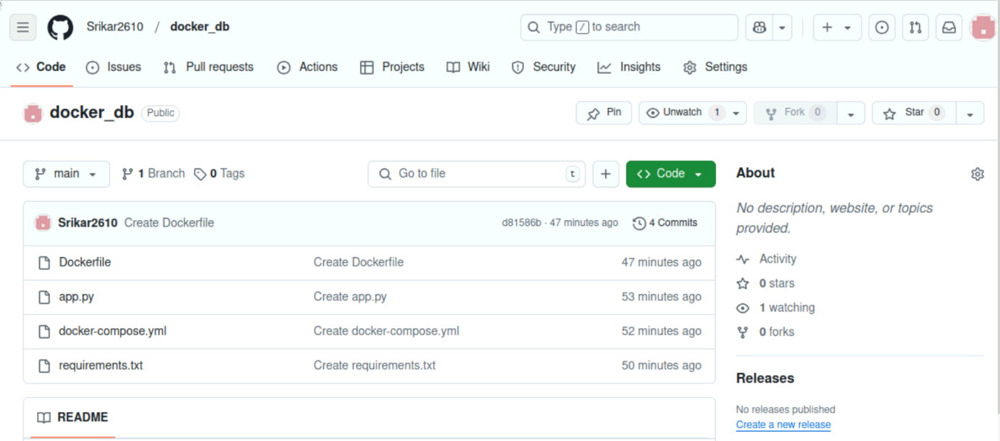 Srikar2610 / docker_db
Type / to search
Code Issues Pull requests Actions Projects Wiki Security Insights Settings
docker_db Public
Pin Unwatch 1 Fork 0 Star 0
main 1 Branch 0 Tags
Go to file t
Code
Srikar2610 Create Dockerfile d81586b · 47 minutes ago 4 Commits
Dockerfile Create Dockerfile 47 minutes ago
app.py Create app.py 53 minutes ago
docker-compose.yml Create docker-compose.yml 52 minutes ago
requirements.txt Create requirements.txt 50 minutes ago
README
About
No description, website, or topics
provided.
Activity
0 stars
1 watching
0 forks
Releases
No releases published
Create a new release